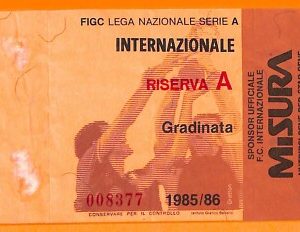 FIGC LEGA NAZIONALE SERIE A
INTERNAZIONALE
RISERVA A
Gradinata
008377
1985/86
CONSERVARE PER IL CONTROLLO
SPONSOR UFFICIALE
F.C. INTERNAZIONALE
MISURA